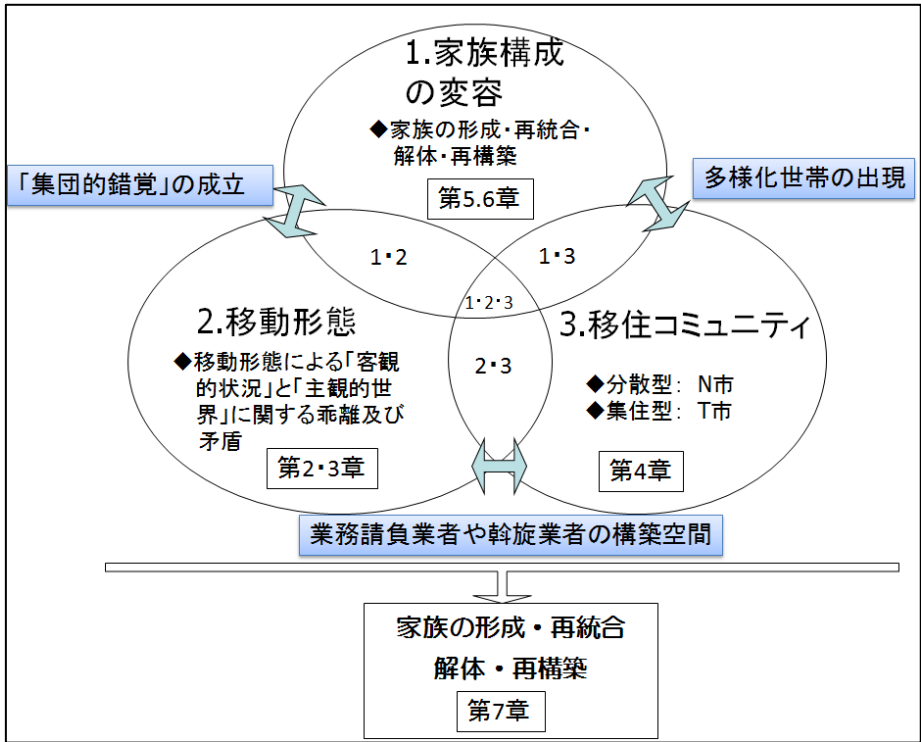 1.家族構成
の変容
◆家族の形成・再統合・
解体・再構築
第5.6章
「集団的錯覚」の成立
多様化世帯の出現
1・2
1・3
1・2・3
2・3
2.移動形態
◆移動形態による「客観
的状況」と「主観的世
界」に関する乖離及び
矛盾
第2・3章
3.移住コミュニティ
◆分散型： N市
◆集住型： T市
第4章
業務請負業者や斡旋業者の構築空間
家族の形成・再統合
解体・再構築
第7章